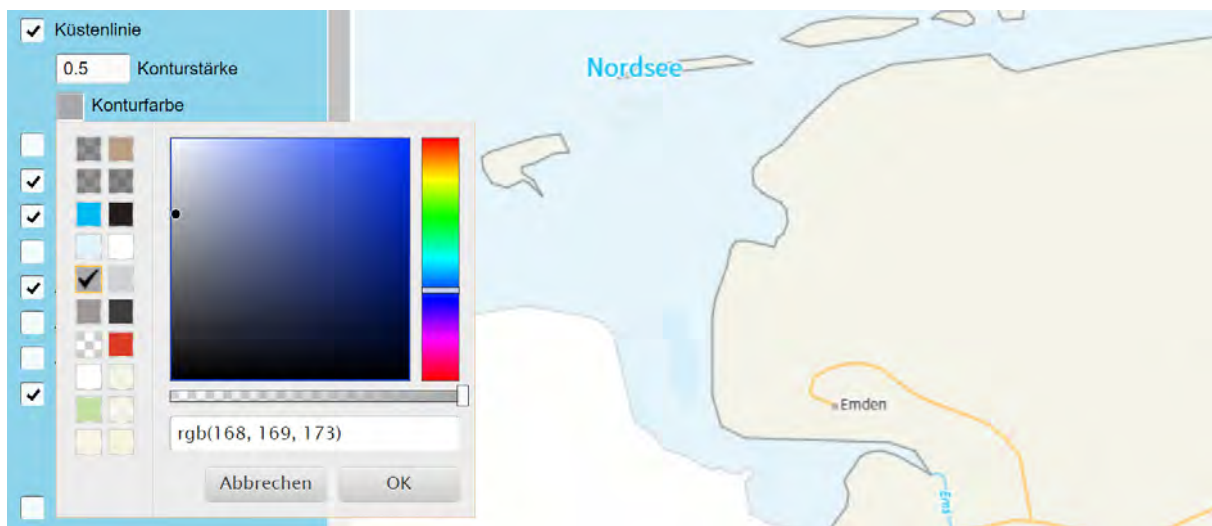 Küstenlinie
0.5 Konturstärke
Konturfarbe
rgb(168, 169, 173)
Abbrechen OK
Nordsee
Emden
Ems